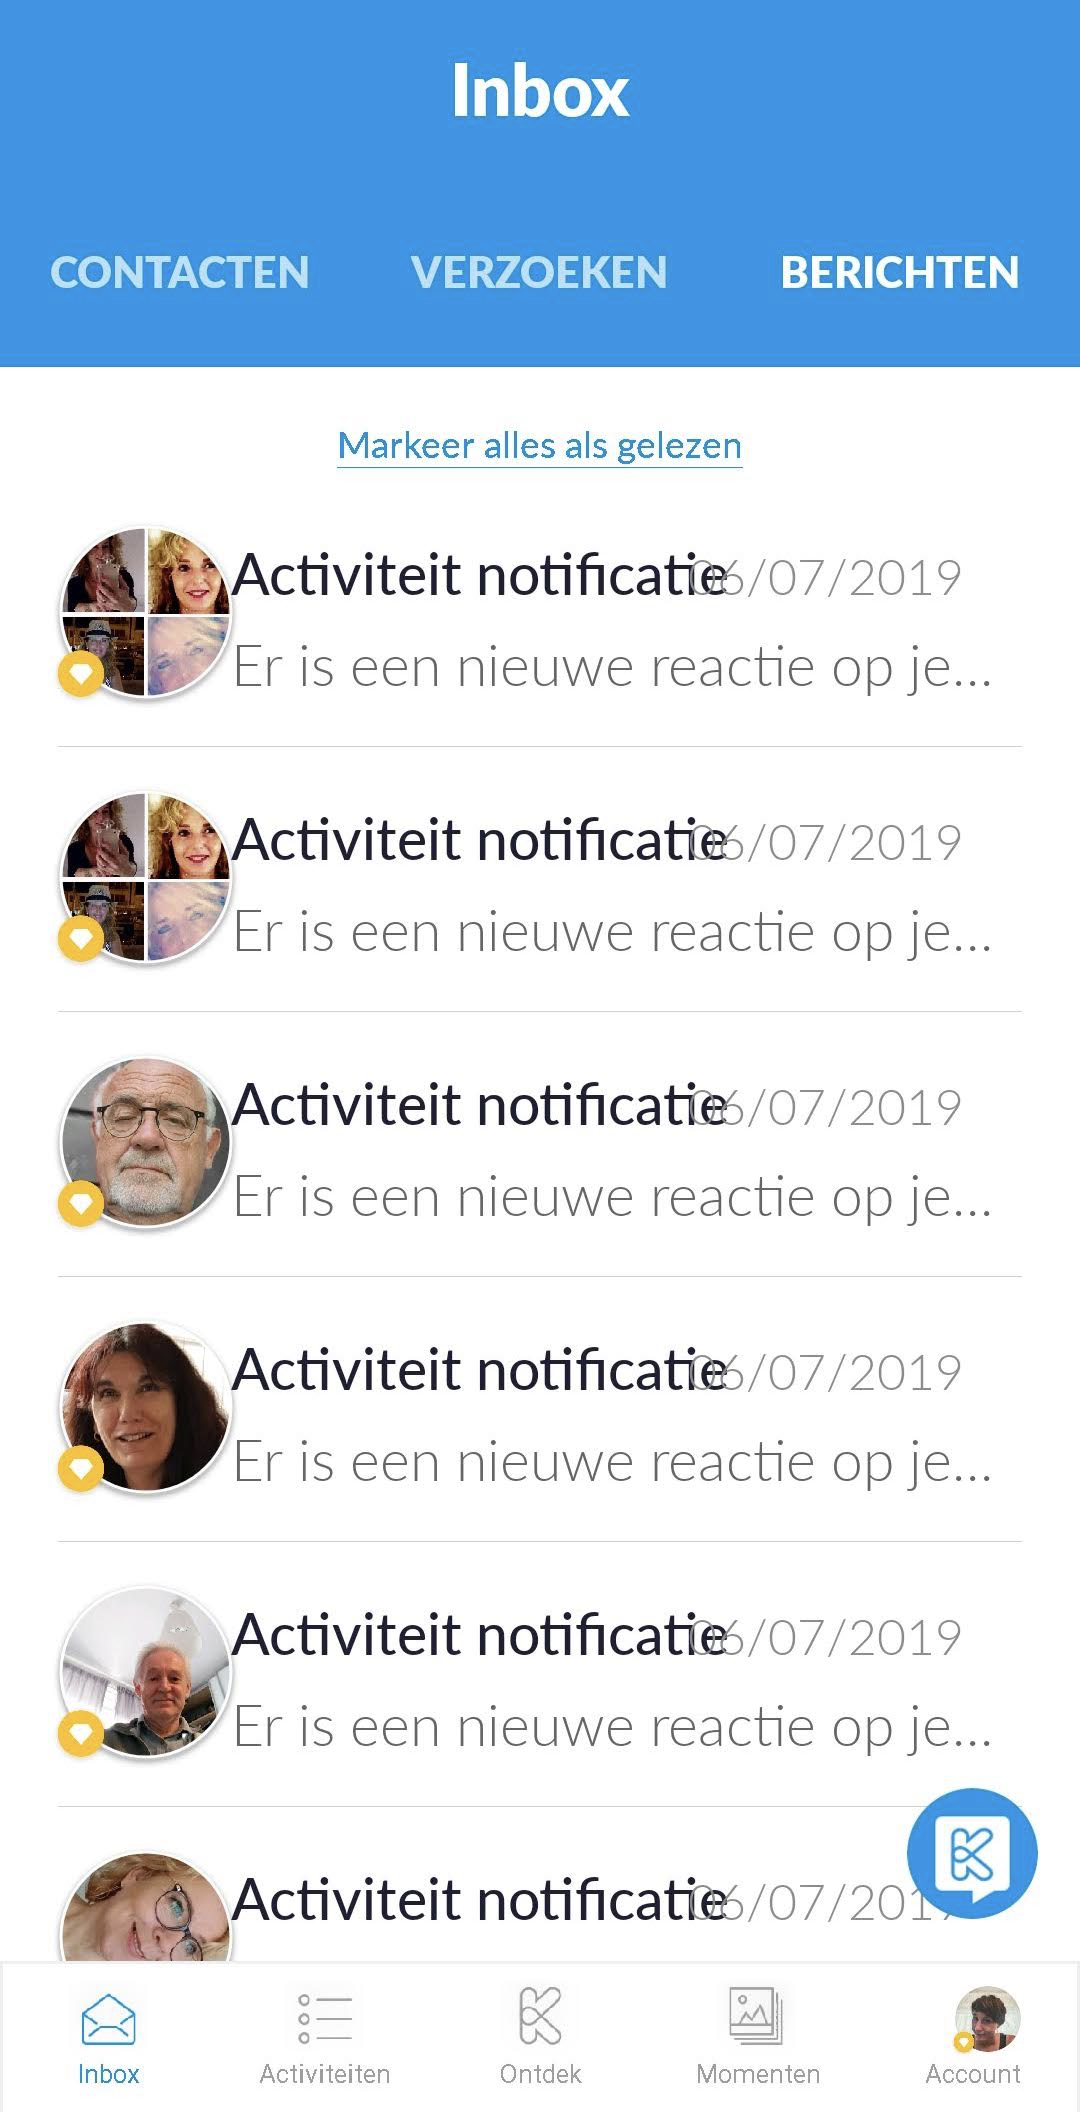 Inbox
CONTACTEN VERZOEKEN BERICHTEN
Markeer alles als gelezen
Activiteit notificatie 06/07/2019
Er is een nieuwe reactie op je...
Activiteit notificatie 06/07/2019
Er is een nieuwe reactie op je...
Activiteit notificatie 06/07/2019
Er is een nieuwe reactie op je...
Activiteit notificatie 06/07/2019
Er is een nieuwe reactie op je...
Activiteit notificatie 06/07/2019
Er is een nieuwe reactie op je...
Activiteit notificatie 06/07/201
Inbox Activiteiten Ontdek Momenten Account